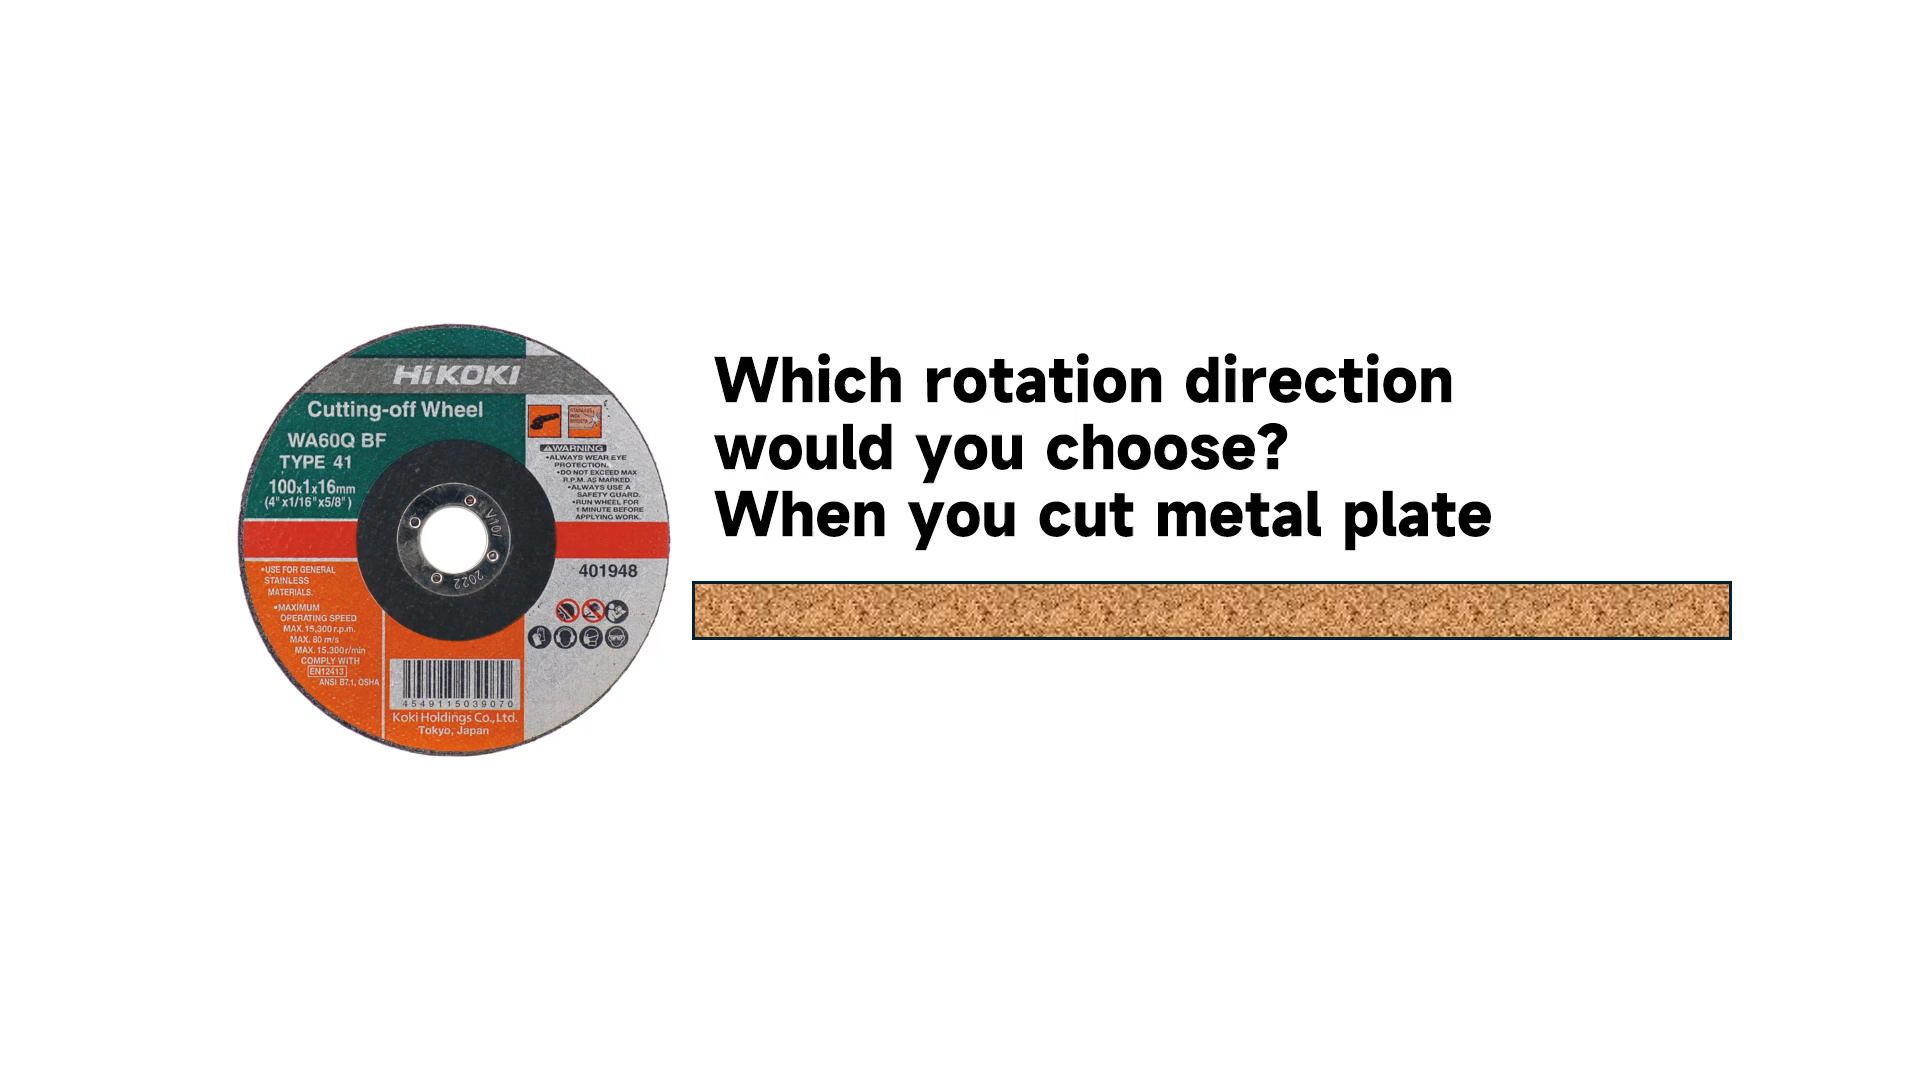 HiKOKI
Cutting-off Wheel
WA60Q BF
TYPE 41
100x1x16mm
(4"x1/16"x5/8")
WARNING
•ALWAYS WEAR EYE
PROTECTION.
•DO NOT EXCEED MAX
R.P.M. AS MARKED.
•ALWAYS USE A
SAFETY GUARD.
•RUN WHEEL FOR
1 MINUTE BEFORE
APPLYING WORK.
V10/
2022
401948
•USE FOR GENERAL
STAINLESS
MATERIALS.
•MAXIMUM
OPERATING SPEED
MAX. 15,300 r.p.m.
MAX. 80 m/s
MAX. 15.300r/min
COMPLY WITH
EN12413
ANSI B7.1, OSHA
4549115039070
Koki Holdings Co., Ltd.
Tokyo, Japan
Which rotation direction
would you choose?
When you cut metal plate